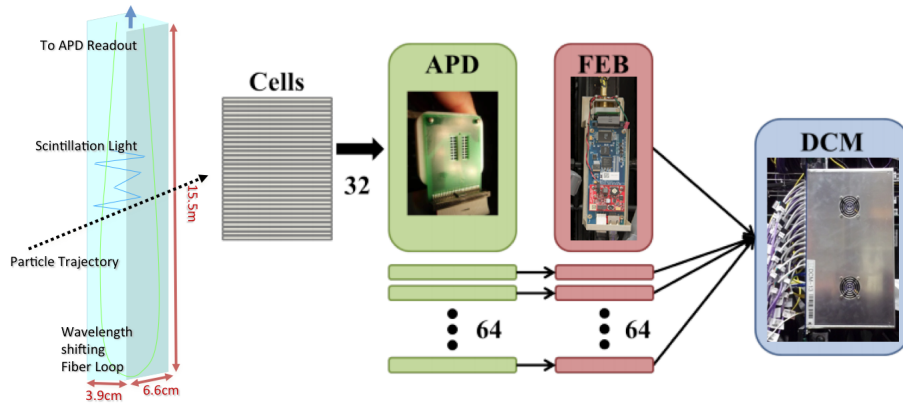 To APD Readout
Scintillation Light
15.5m
Particle Trajectory
Wavelength
shifting
Fiber Loop
3.9cm
6.6cm
Cells
32
APD
64
FEB
64
DCM